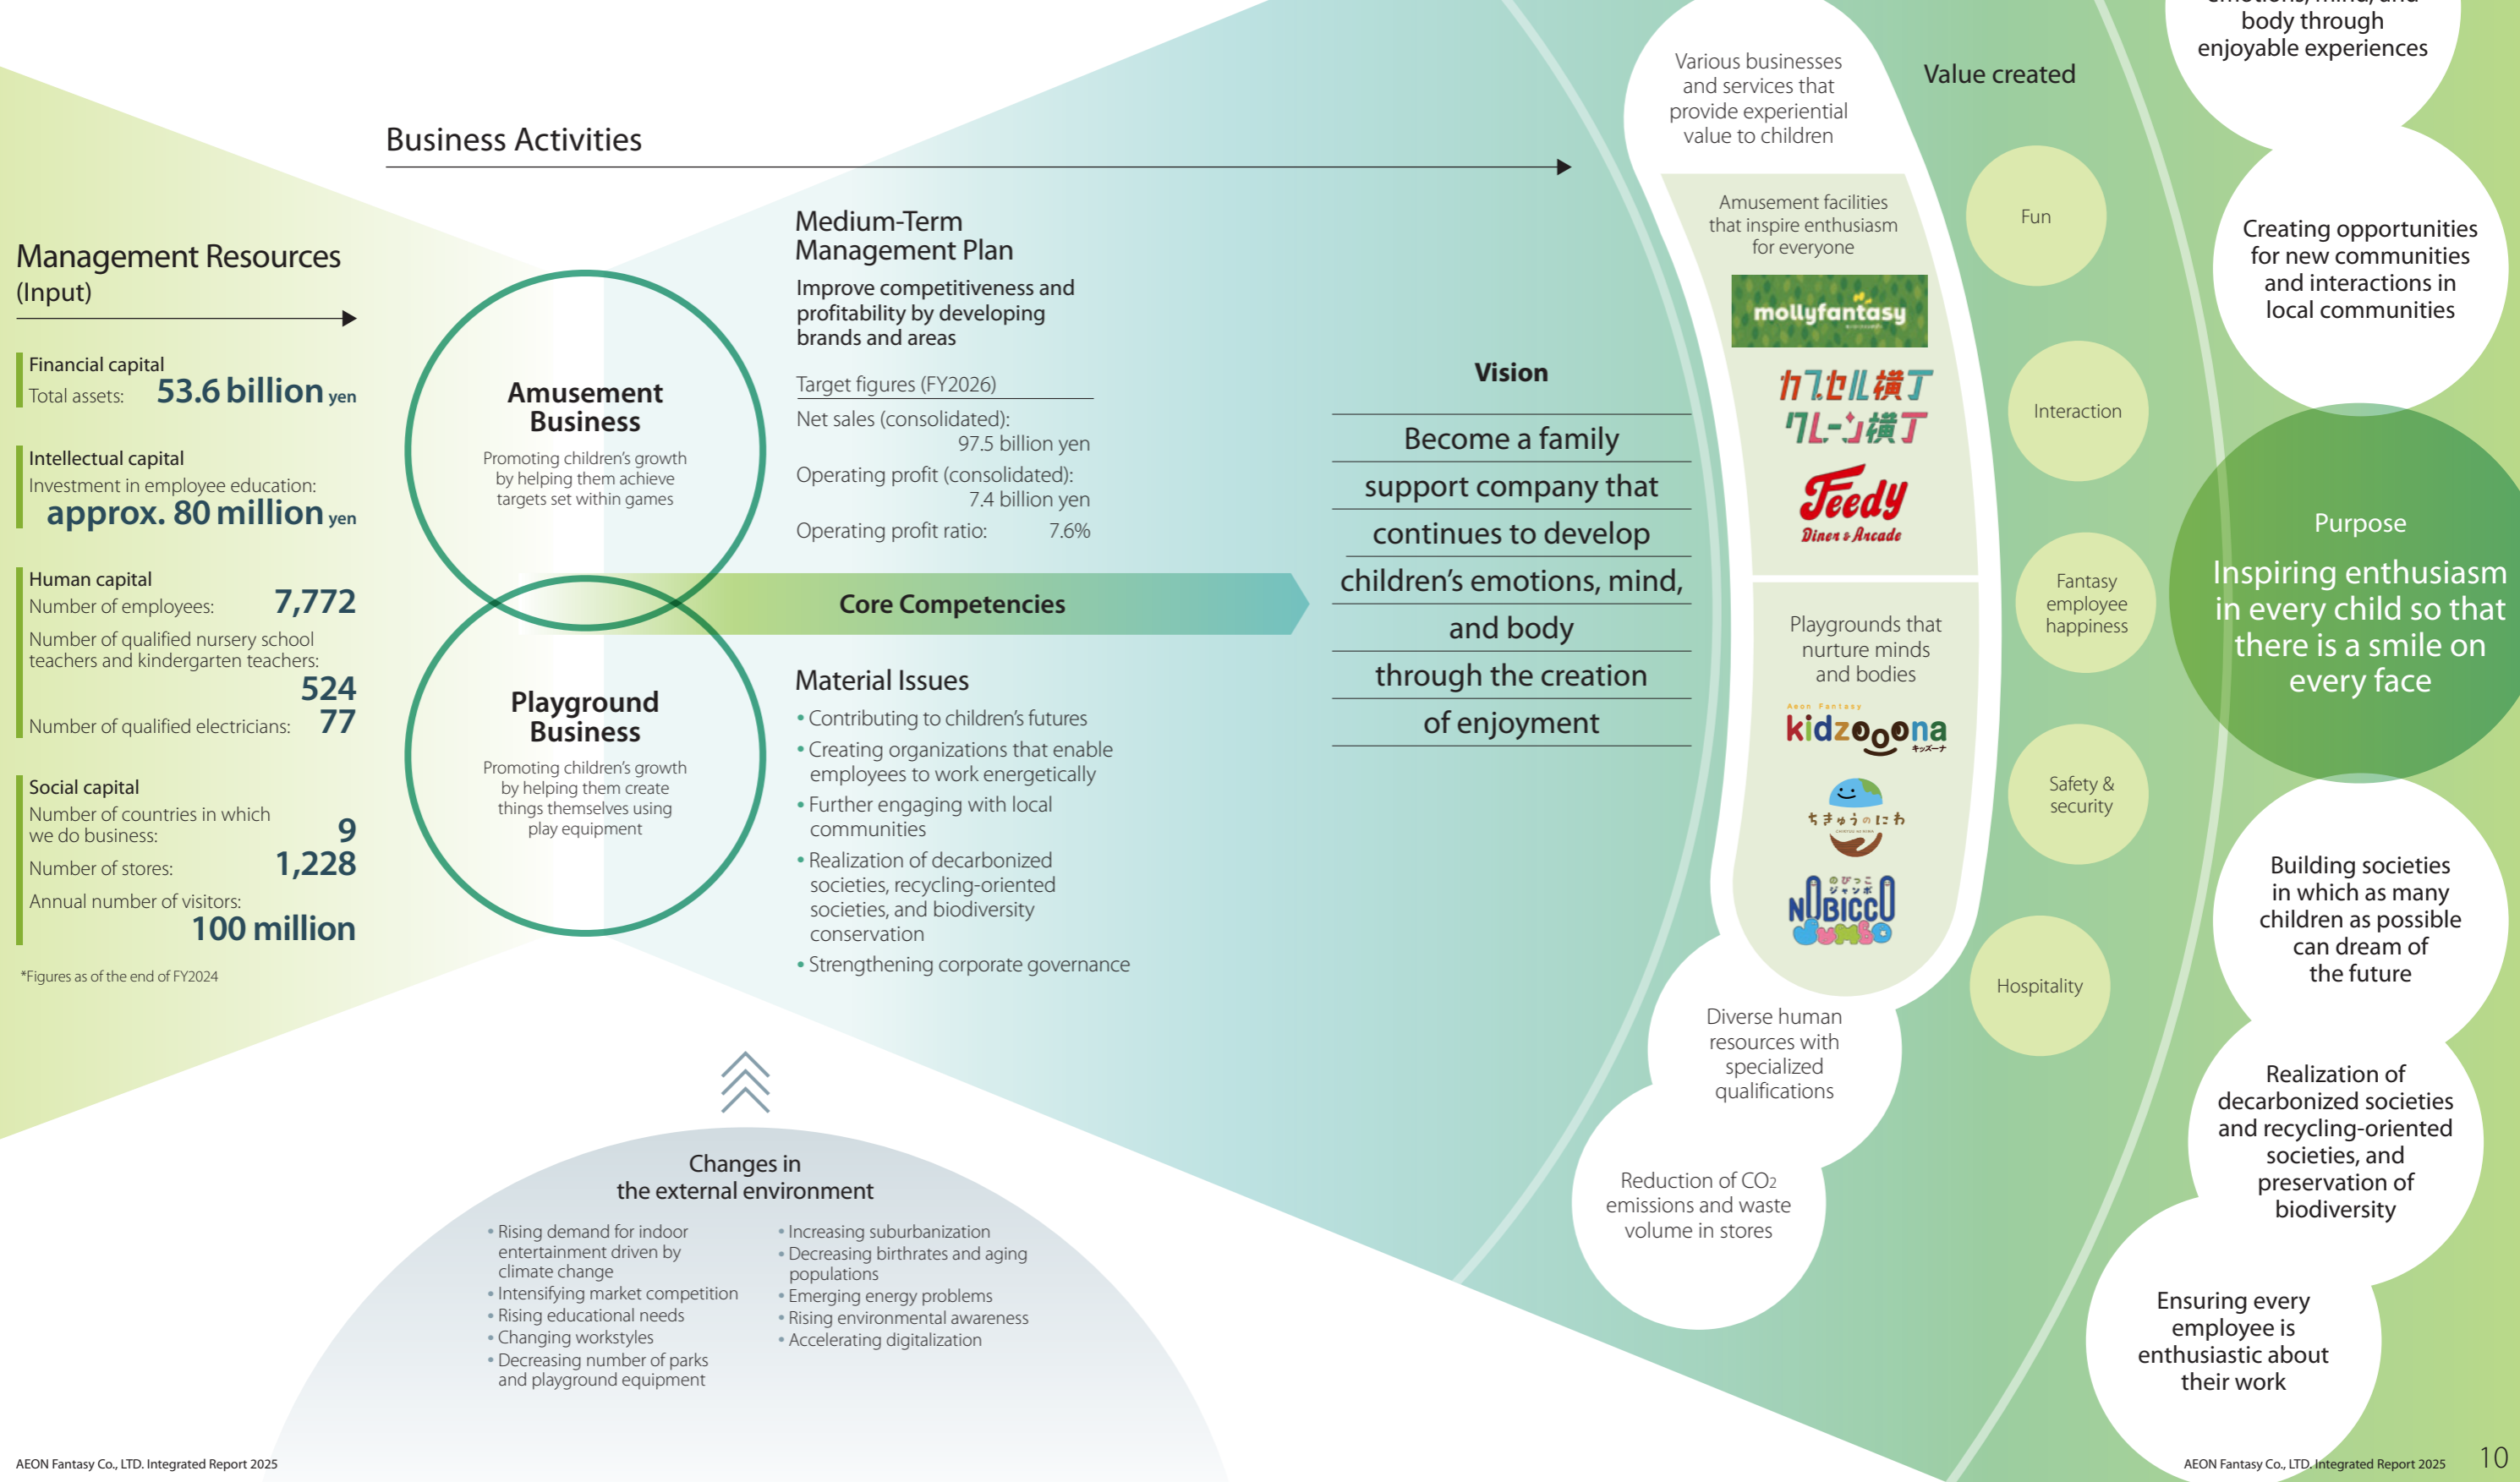 Business Activities
Management Resources
(Input)
Financial capital
Total assets: 53.6 billion yen
Intellectual capital
Investment in employee education:
approx. 80 million yen
Human capital
Number of employees: 7,772
Number of qualified nursery school
teachers and kindergarten teachers:
524
Number of qualified electricians: 77
Social capital
Number of countries in which
we do business: 9
Number of stores: 1,228
Annual number of visitors:
100 million
*Figures as of the end of FY2024
Amusement
Business
Promoting children's growth
by helping them achieve
targets set within games
Playground
Business
Promoting children's growth
by helping them create
things themselves using
play equipment
Medium-Term
Management Plan
Improve competitiveness and
profitability by developing
brands and areas
Target figures (FY2026)
Net sales (consolidated):
97.5 billion yen
Operating profit (consolidated):
7.4 billion yen
Operating profit ratio: 7.6%
Core Competencies
Material Issues
• Contributing to children's futures
• Creating organizations that enable
employees to work energetically
• Further engaging with local
communities
• Realization of decarbonized
societies, recycling-oriented
societies, and biodiversity
conservation
• Strengthening corporate governance
Changes in
the external environment
• Rising demand for indoor
entertainment driven by
climate change
• Intensifying market competition
• Rising educational needs
• Changing workstyles
• Decreasing number of parks
and playground equipment
• Increasing suburbanization
• Decreasing birthrates and aging
populations
• Emerging energy problems
• Rising environmental awareness
• Accelerating digitalization
Vision
Become a family
support company that
continues to develop
children's emotions, mind,
and body
through the creation
of enjoyment
Various businesses
and services that
provide experiential
value to children
Amusement facilities
that inspire enthusiasm
for everyone
mollyfantasy
カプセル横丁
クレーン横丁
Feedy
Diner & Arcade
Playgrounds that
nurture minds
and bodies
Aeon Fantasy
kidzooona
キッズーナ
ちきゅうのにわ
CHIKYUU NO NIWA
のびっこ
ジャンボ
NOBICCO
JUMBO
Diverse human
resources with
specialized
qualifications
Reduction of CO2
emissions and waste
volume in stores
Value created
Fun
Interaction
Fantasy
employee
happiness
Safety &
security
Hospitality
emotions, mind, and
body through
enjoyable experiences
Creating opportunities
for new communities
and interactions in
local communities
Purpose
Inspiring enthusiasm
in every child so that
there is a smile on
every face
Building societies
in which as many
children as possible
can dream of
the future
Realization of
decarbonized societies
and recycling-oriented
societies, and
preservation of
biodiversity
Ensuring every
employee is
enthusiastic about
their work
AEON Fantasy Co., LTD. Integrated Report 2025
AEON Fantasy Co., LTD. Integrated Report 2025 10